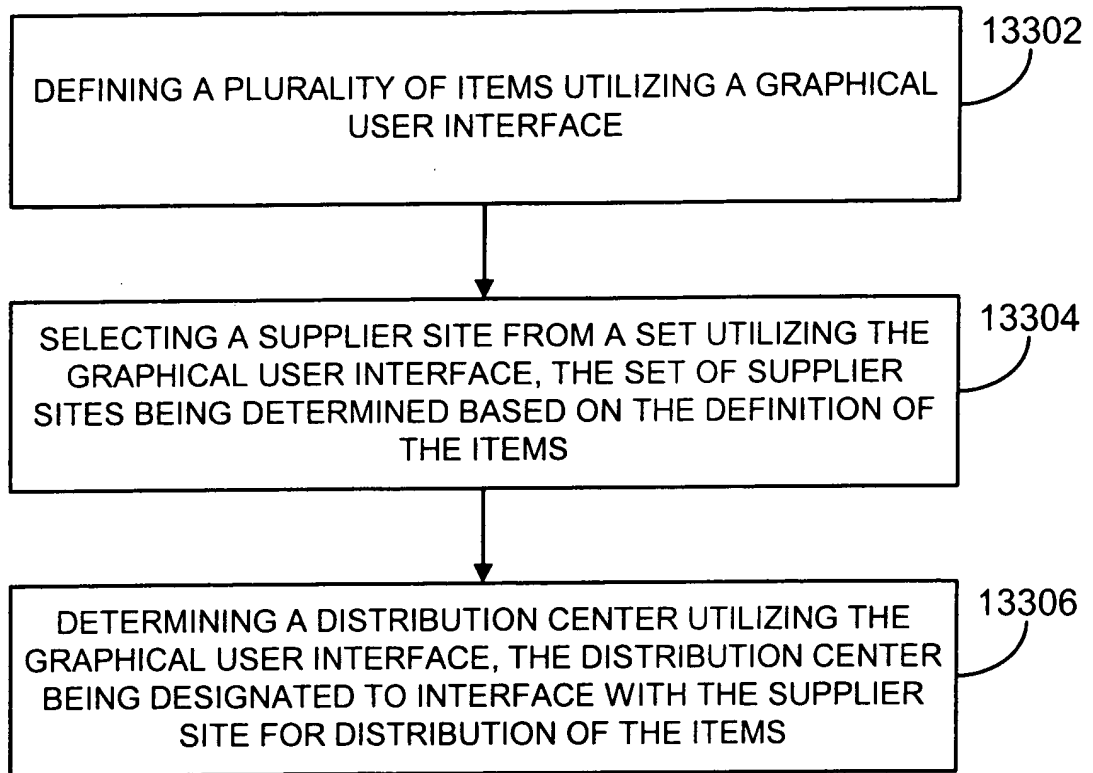 13302
DEFINING A PLURALITY OF ITEMS UTILIZING A GRAPHICAL
USER INTERFACE
13304
SELECTING A SUPPLIER SITE FROM A SET UTILIZING THE
GRAPHICAL USER INTERFACE, THE SET OF SUPPLIER
SITES BEING DETERMINED BASED ON THE DEFINITION OF
THE ITEMS
13306
DETERMINING A DISTRIBUTION CENTER UTILIZING THE
GRAPHICAL USER INTERFACE, THE DISTRIBUTION CENTER
BEING DESIGNATED TO INTERFACE WITH THE SUPPLIER
SITE FOR DISTRIBUTION OF THE ITEMS